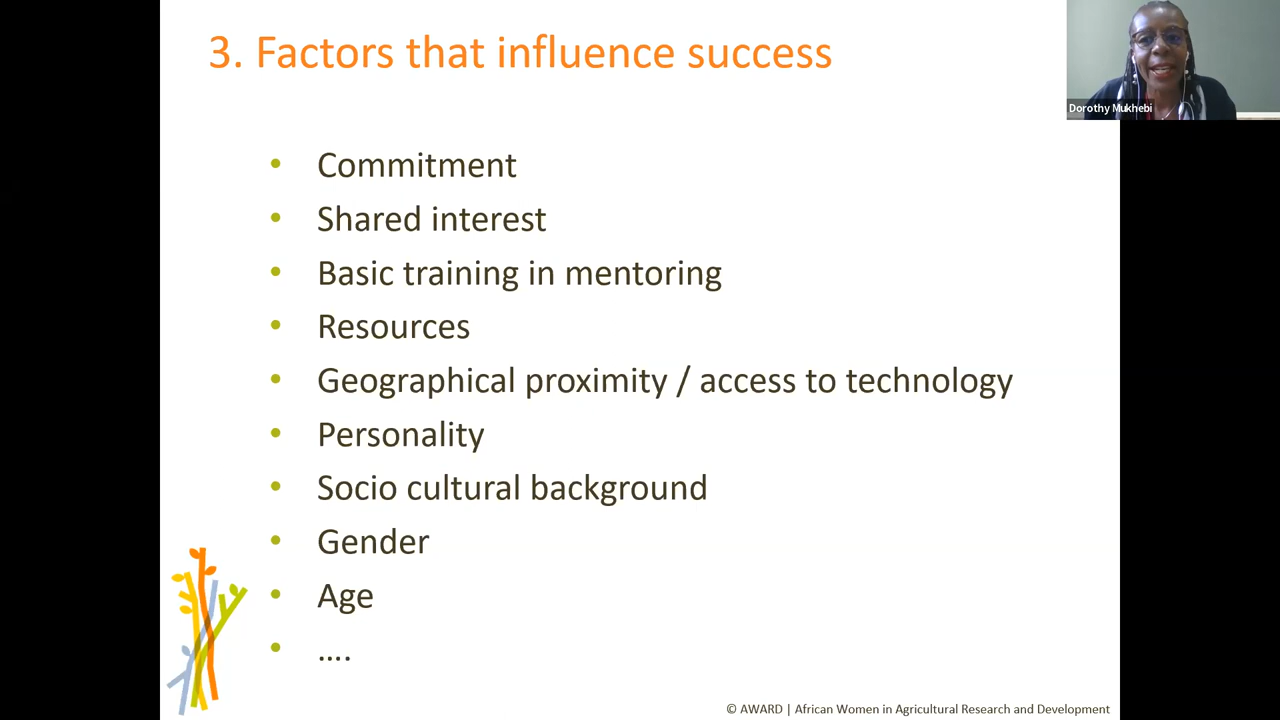 3. Factors that influence success
Dorothy Mukhebi
• Commitment
• Shared interest
• Basic training in mentoring
• Resources
• Geographical proximity / access to technology
• Personality
• Socio cultural background
• Gender
• Age
• ....
© AWARD | African Women in Agricultural Research and Development